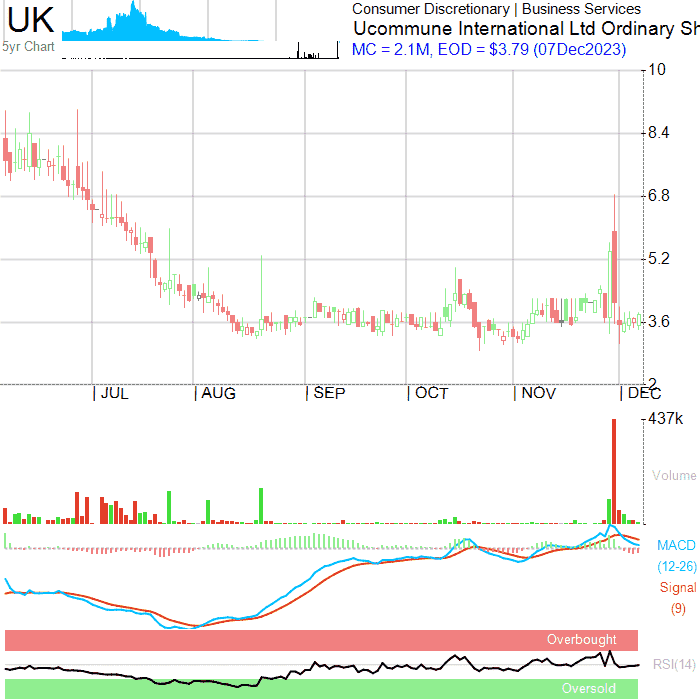 UK
5yr Chart
Consumer Discretionary | Business Services
Ucommune International Ltd Ordinary Sh
MC = 2.1M, EOD = $3.79 (07Dec2023)
10
8.4
6.8
5.2
3.6
2
JUL AUG SEP OCT NOV DEC
437k
Volume
MACD
(12-26)
Signal
(9)
Overbought
RSI(14)
Oversold